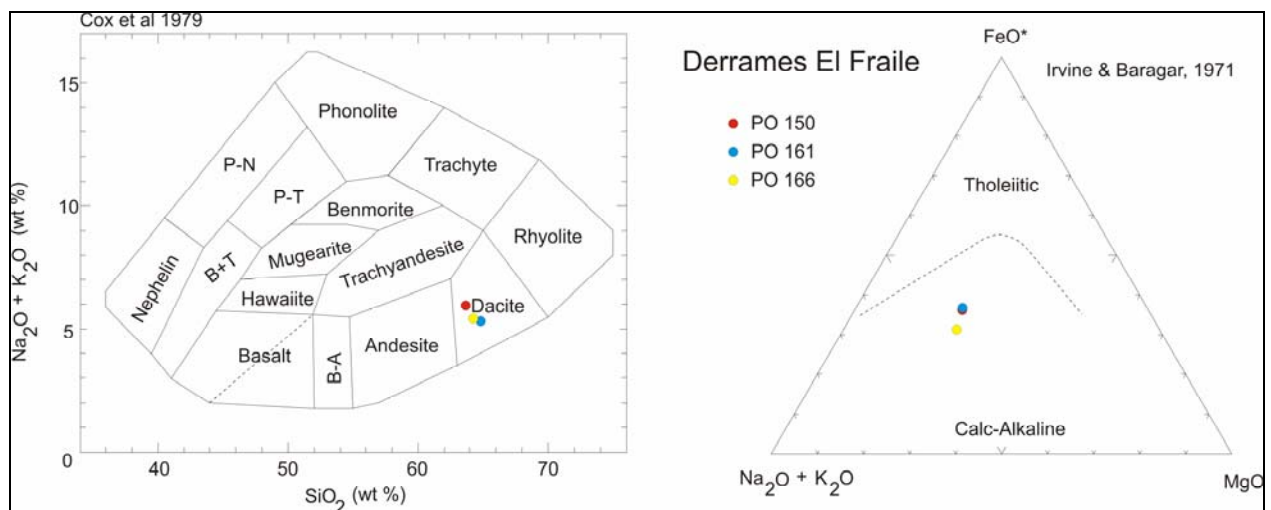 Cox et al 1979
Na₂O + K₂O (wt %)
15
10
5
0
40
50
60
70
SiO₂ (wt %)
Phonolite
P-N
Trachyte
P-T
Benmorite
Rhyolite
Mugearite
Trachyandesite
B+T
Nephelin
Hawaiite
Dacite
Basalt
B-A
Andesite
Derrames El Fraile
PO 150
PO 161
PO 166
FeO*
Irvine & Baragar, 1971
Tholeiitic
Calc-Alkaline
Na₂O + K₂O
MgO